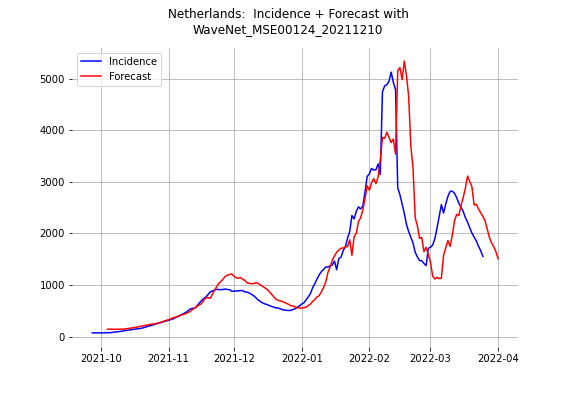 Netherlands:  Incidence + Forecast with
WaveNet_MSE00124_20211210
Incidence
Forecast
5000
4000
3000
2000
1000
0
2021-10 2021-11 2021-12 2022-01 2022-02 2022-03 2022-04